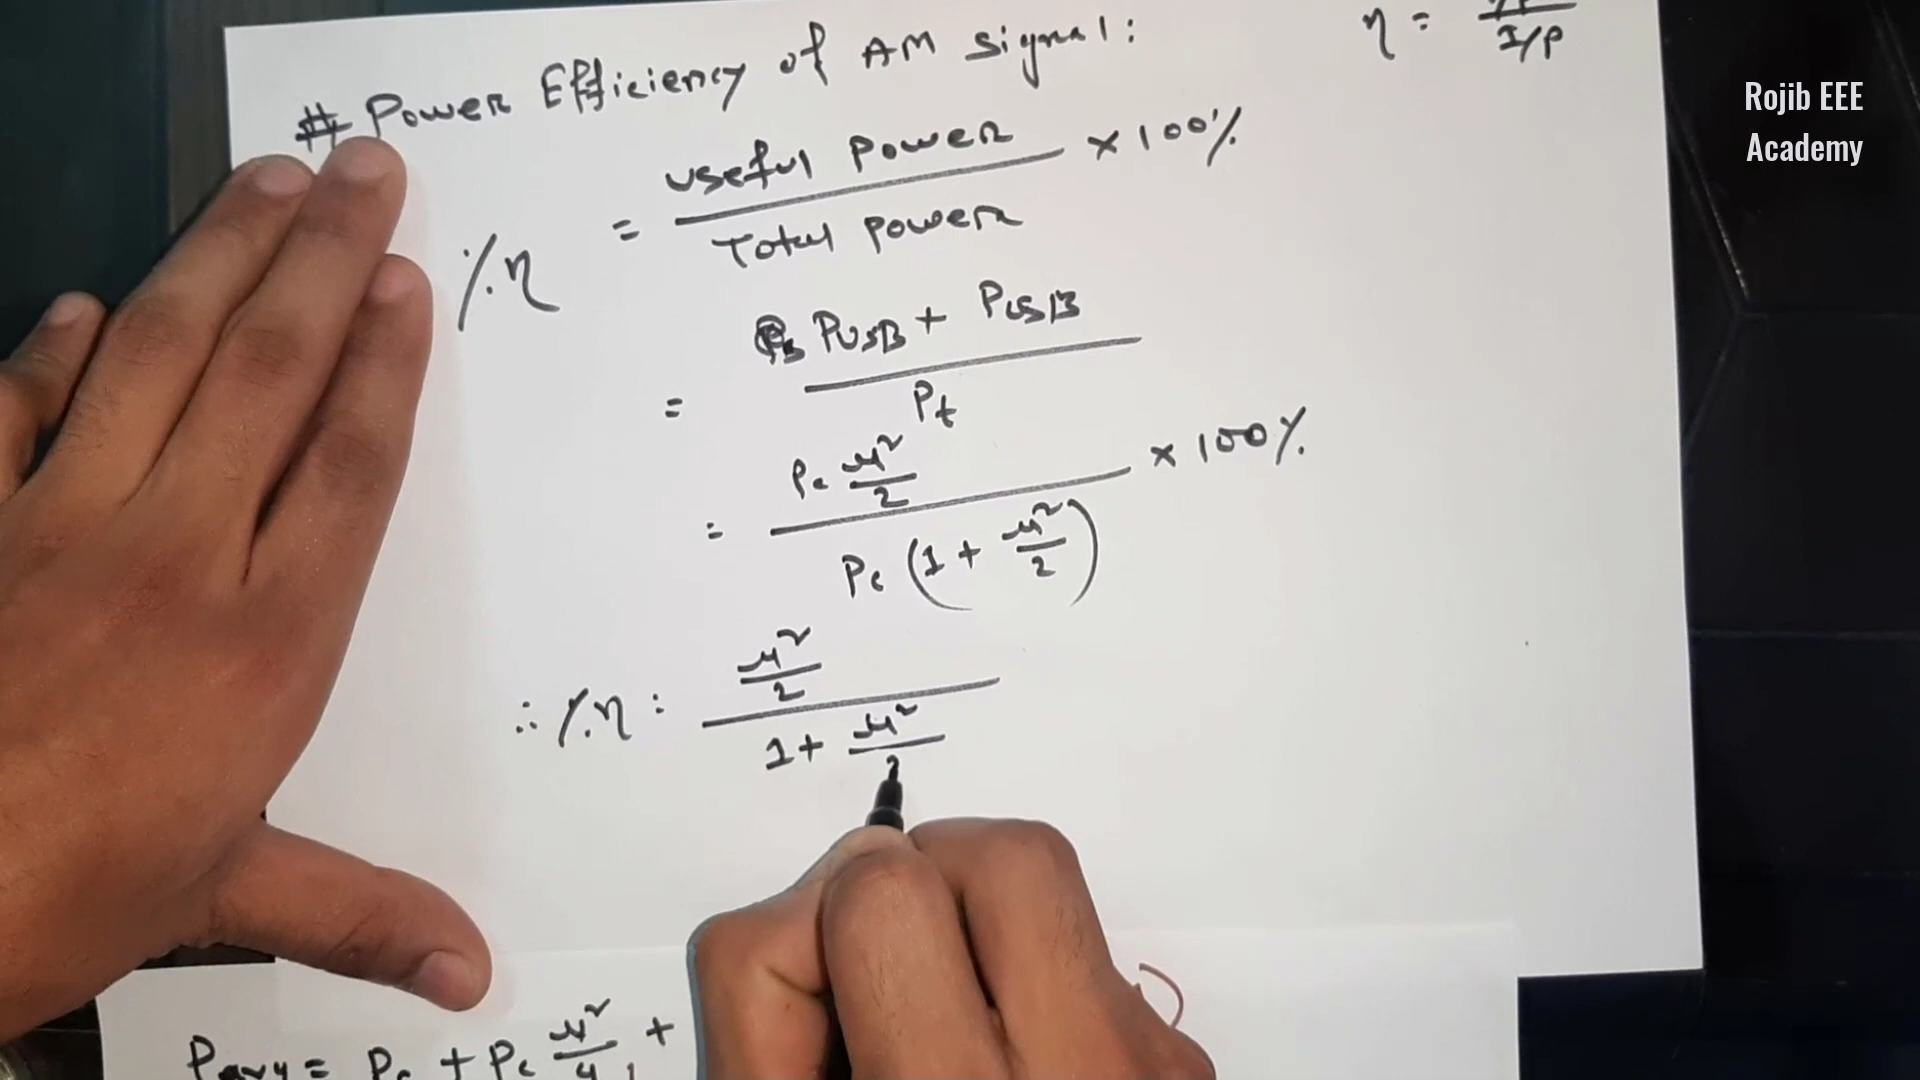 # Power Efficiency of AM signal:
η = I/P
Rojib EEE
Academy
%η = useful power / Total power × 100%
= PUSB + PLSB / Pt
= Pc μ²/2 / Pc (1 + μ²/2) × 100%
∴ %η = μ²/2 / 1 + μ²/2
Pavg = Pc + Pc μ²/4 +